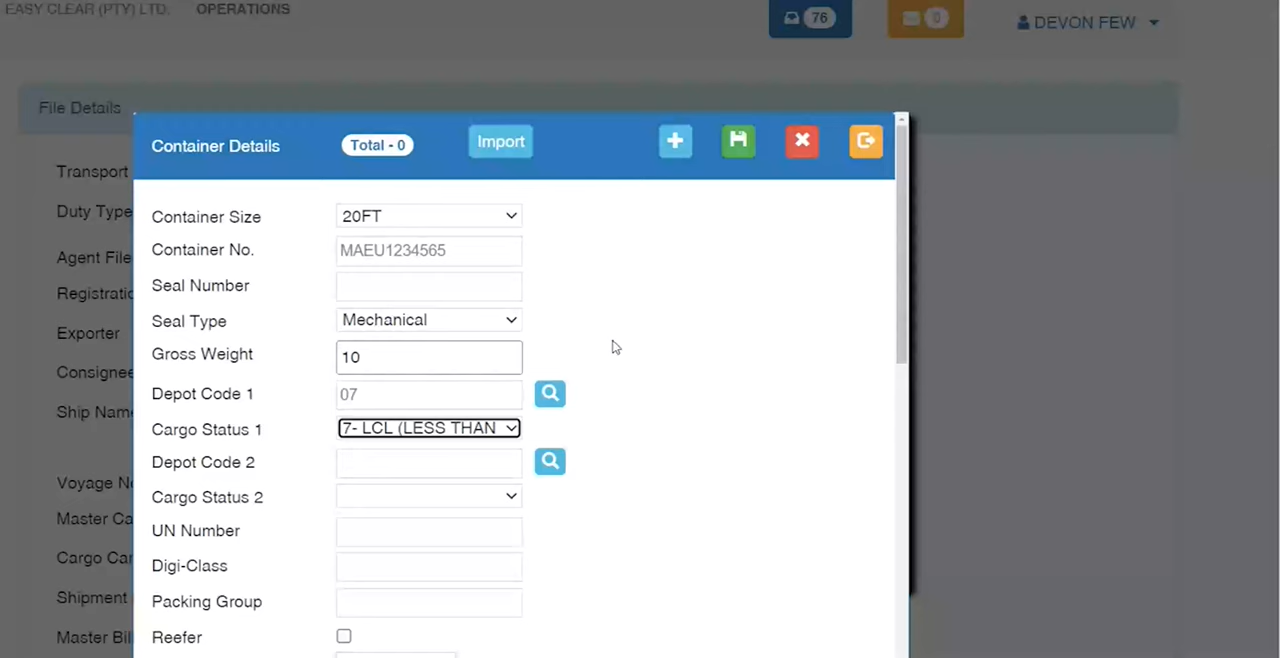 EASY CLEAR (PTY) LTD. OPERATIONS
76
0
DEVON FEW
File Details
Container Details
Total - 0
Import
Transport
Container Size 20FT
Duty Type
Container No. MAEU1234565
Agent File
Seal Number
Registratio
Seal Type Mechanical
Exporter
Gross Weight 10
Consignee
Depot Code 1 07
Ship Name
Cargo Status 1 7- LCL (LESS THAN
Depot Code 2
Voyage No
Cargo Status 2
Master Ca
UN Number
Cargo Car
Digi-Class
Shipment
Packing Group
Master Bil
Reefer